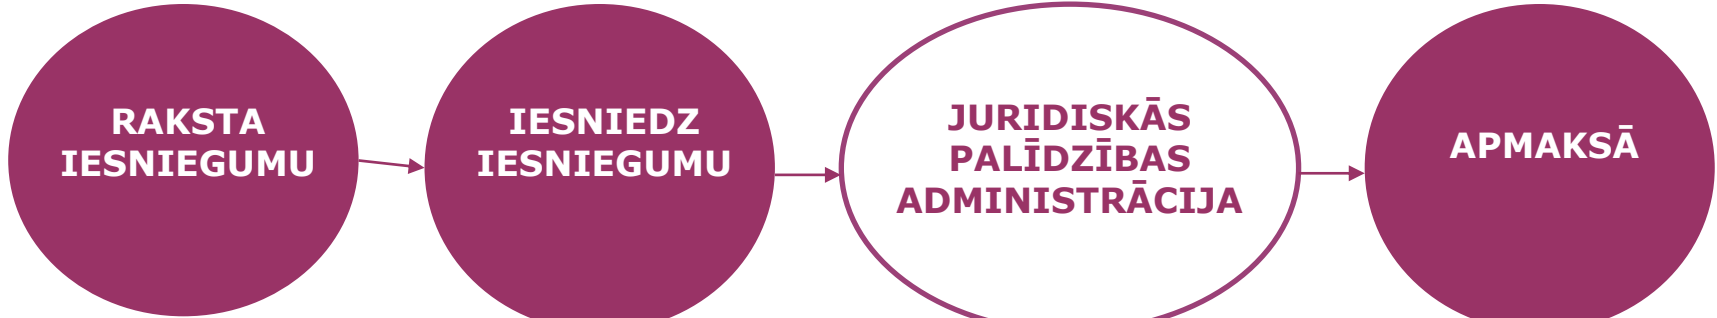 RAKSTA
IESNIEGUMU
IESNIEDZ
IESNIEGUMU
JURIDISKĀS
PALĪDZĪBAS
ADMINISTRĀCIJA
APMAKSĀ